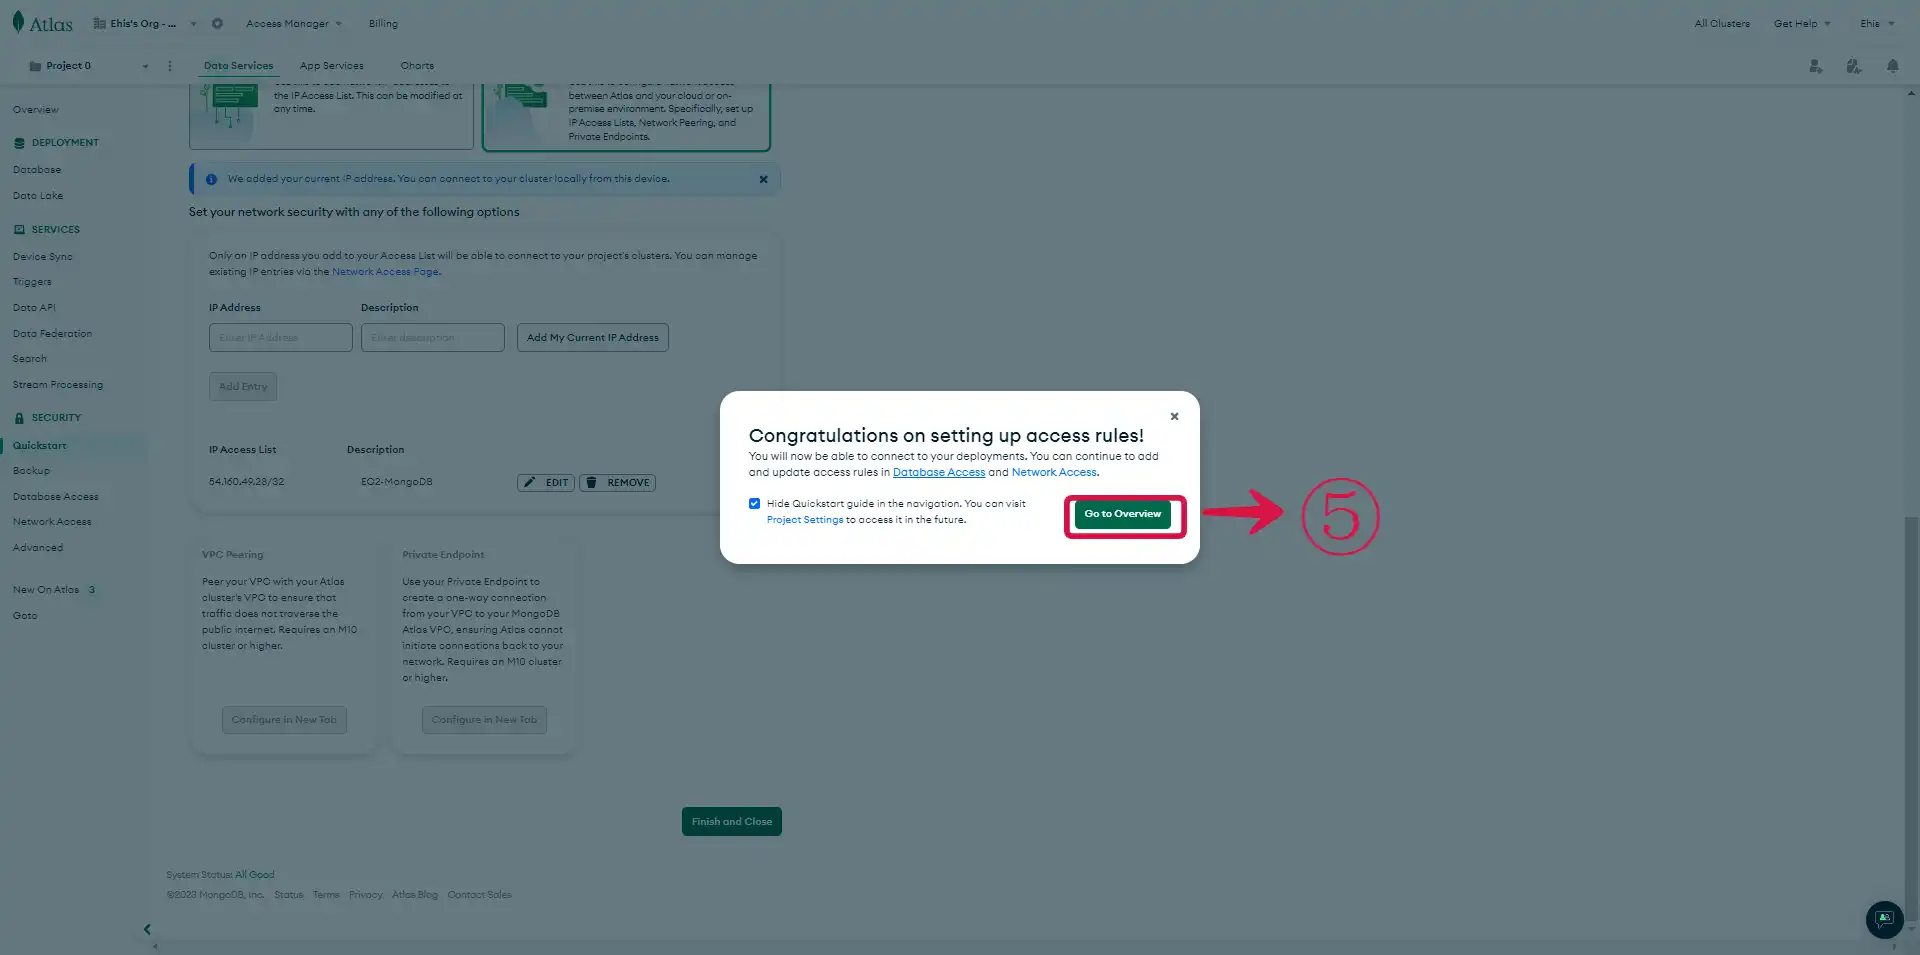 Atlas
Ehis's Org - ...
Access Manager
Billing
All Clusters
Get Help
Ehis
Project 0
Data Services
App Services
Charts
Overview
DEPLOYMENT
Database
Data Lake
SERVICES
Device Sync
Triggers
Data API
Data Federation
Search
Stream Processing
SECURITY
Quickstart
Backup
Database Access
Network Access
Advanced
New On Atlas 3
Goto
the IP Access List. This can be modified at
any time.
between Atlas and your cloud or on-
premise environment. Specifically, set up
IP Access Lists, Network Peering, and
Private Endpoints.
We added your current IP address. You can connect to your cluster locally from this device.
Set your network security with any of the following options
Only an IP address you add to your Access List will be able to connect to your project's clusters. You can manage
existing IP entries via the Network Access Page.
IP Address
Description
Enter IP Address
Enter description
Add My Current IP Address
Add Entry
IP Access List
Description
54.160.49.28/32
EC2-MongoDB
EDIT
REMOVE
VPC Peering
Peer your VPC with your Atlas
cluster's VPC to ensure that
traffic does not traverse the
public internet. Requires an M10
cluster or higher.
Configure in New Tab
Private Endpoint
Use your Private Endpoint to
create a one-way connection
from your VPC to your MongoDB
Atlas VPC, ensuring Atlas cannot
initiate connections back to your
network. Requires an M10 cluster
or higher.
Configure in New Tab
Congratulations on setting up access rules!
You will now be able to connect to your deployments. You can continue to add
and update access rules in Database Access and Network Access.
Hide Quickstart guide in the navigation. You can visit
Project Settings to access it in the future.
Go to Overview
5
Finish and Close
System Status: All Good
©2023 MongoDB, Inc. Status Terms Privacy Atlas Blog Contact Sales